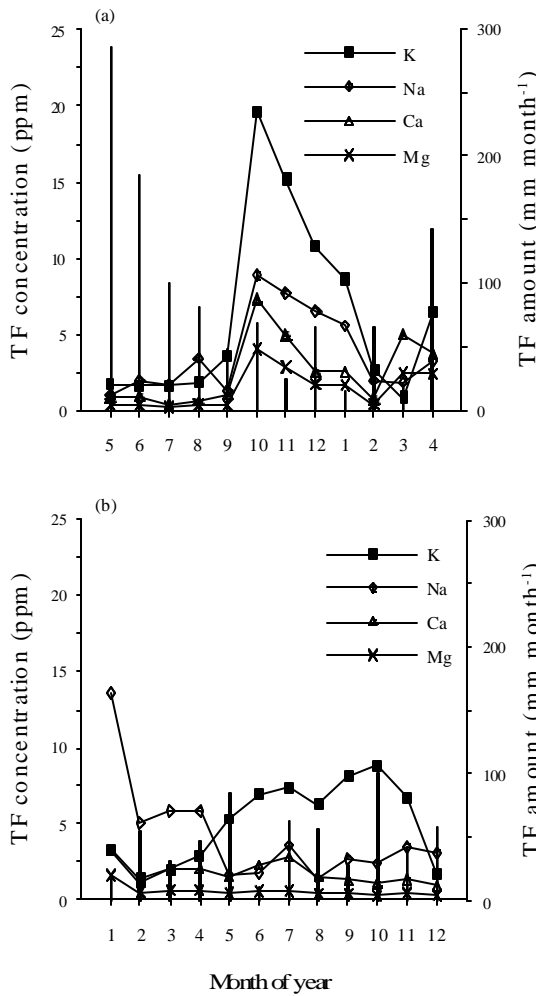 (a)
25
20
15
10
5
0
TF concentration (ppm)
300
200
100
0
TF amount (mm month-1)
K
Na
Ca
Mg
5 6 7 8 9 10 11 12 1 2 3 4
(b)
25
20
15
10
5
0
TF concentration (ppm)
300
200
100
0
TF amount (mm month-1)
K
Na
Ca
Mg
1 2 3 4 5 6 7 8 9 10 11 12
Month of year